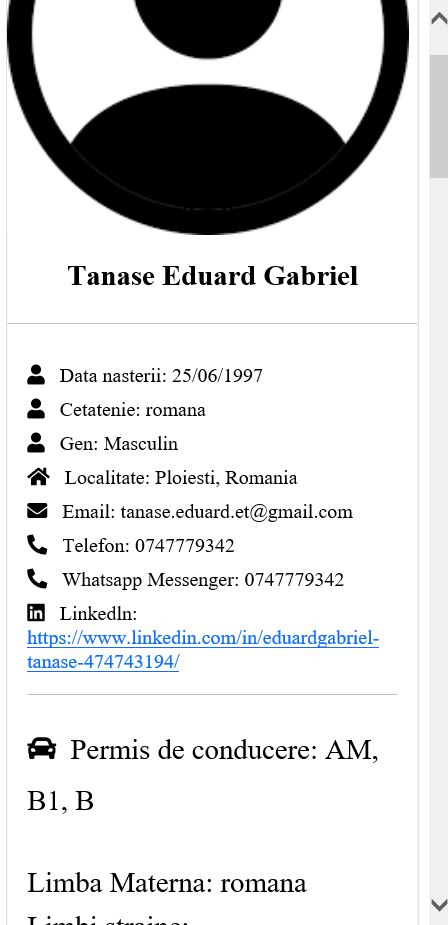 Tanase Eduard Gabriel
Data nasterii: 25/06/1997
Cetatenie: romana
Gen: Masculin
Localitate: Ploiesti, Romania
Email: tanase.eduard.et@gmail.com
Telefon: 0747779342
Whatsapp Messenger: 0747779342
Linkedln:
https://www.linkedin.com/in/eduardgabriel-
tanase-474743194/
Permis de conducere: AM,
B1, B
Limba Materna: romana
Limbi straine: